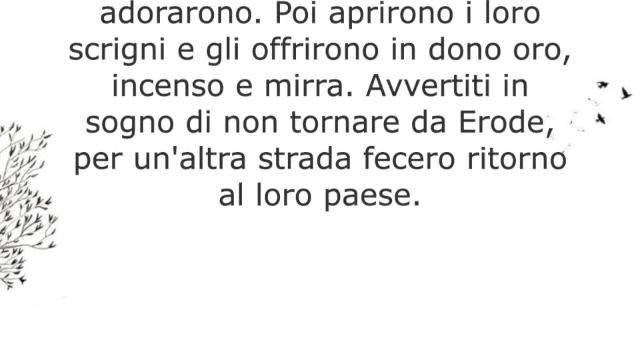 adorarono. Poi aprirono i loro
scrigni e gli offrirono in dono oro,
incenso e mirra. Avvertiti in
sogno di non tornare da Erode,
per un'altra strada fecero ritorno
al loro paese.